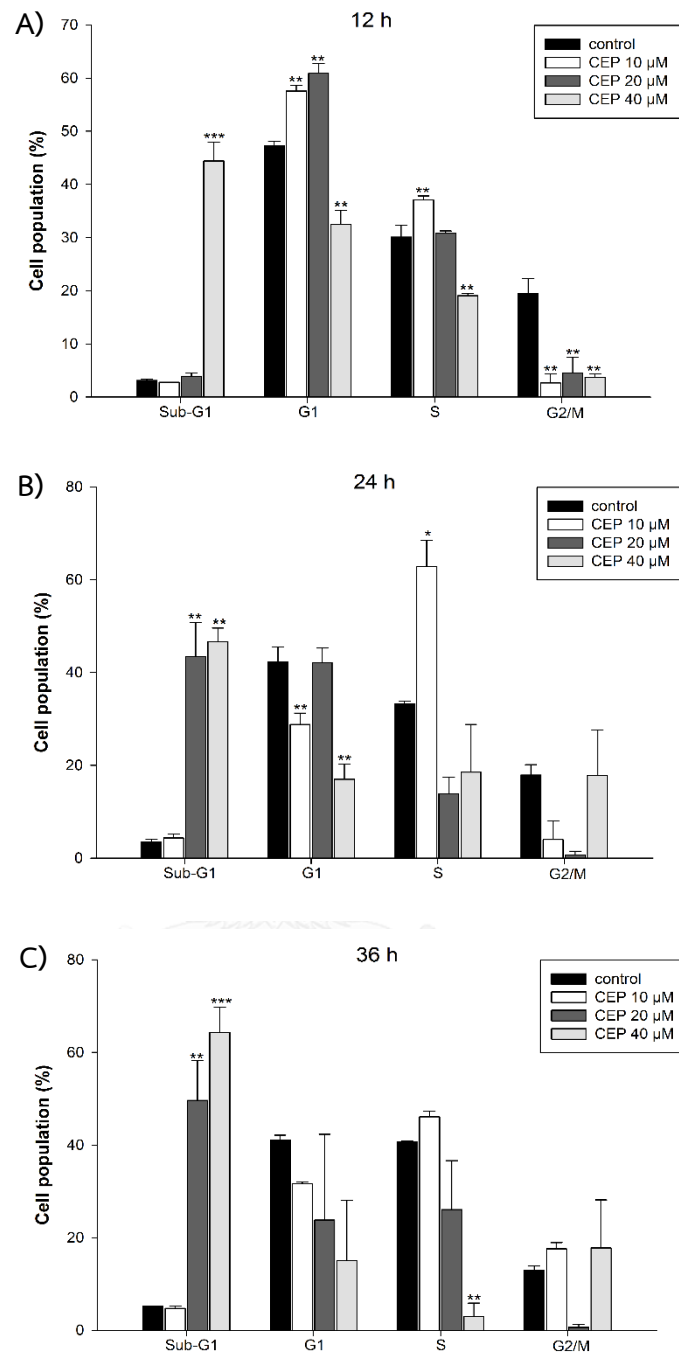 A)
12 h
control
CEP 10 µM
CEP 20 µM
CEP 40 µM
Cell population (%)
70
60
50
40
30
20
10
0
***
** **
**
**
**
** ** **
Sub-G1 G1 S G2/M
B)
24 h
control
CEP 10 µM
CEP 20 µM
CEP 40 µM
Cell population (%)
80
60
40
20
0
** **
**
**
*
Sub-G1 G1 S G2/M
C)
36 h
control
CEP 10 µM
CEP 20 µM
CEP 40 µM
Cell population (%)
80
60
40
20
0
** ***
**
Sub-G1 G1 S G2/M